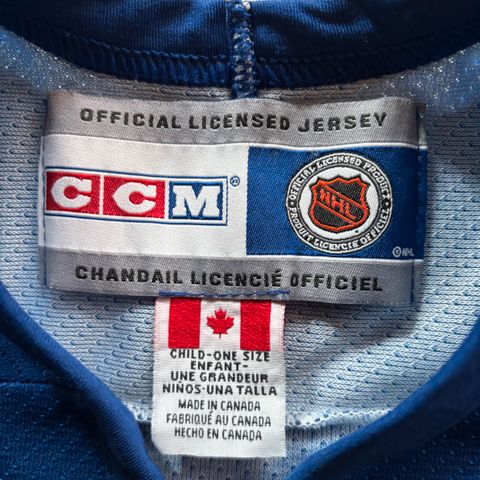 OFFICIAL LICENSED JERSEY
CCM®
OFFICIAL LICENSED PRODUCT
NHL
PRODUIT OFFICIEL
©NHL
CHANDAIL LICENCIÉ OFFICIEL
CHILD-ONE SIZE
ENFANT-
UNE GRANDEUR
NIÑOS-UNA TALLA
MADE IN CANADA
FABRIQUÉ AU CANADA
HECHO EN CANADA